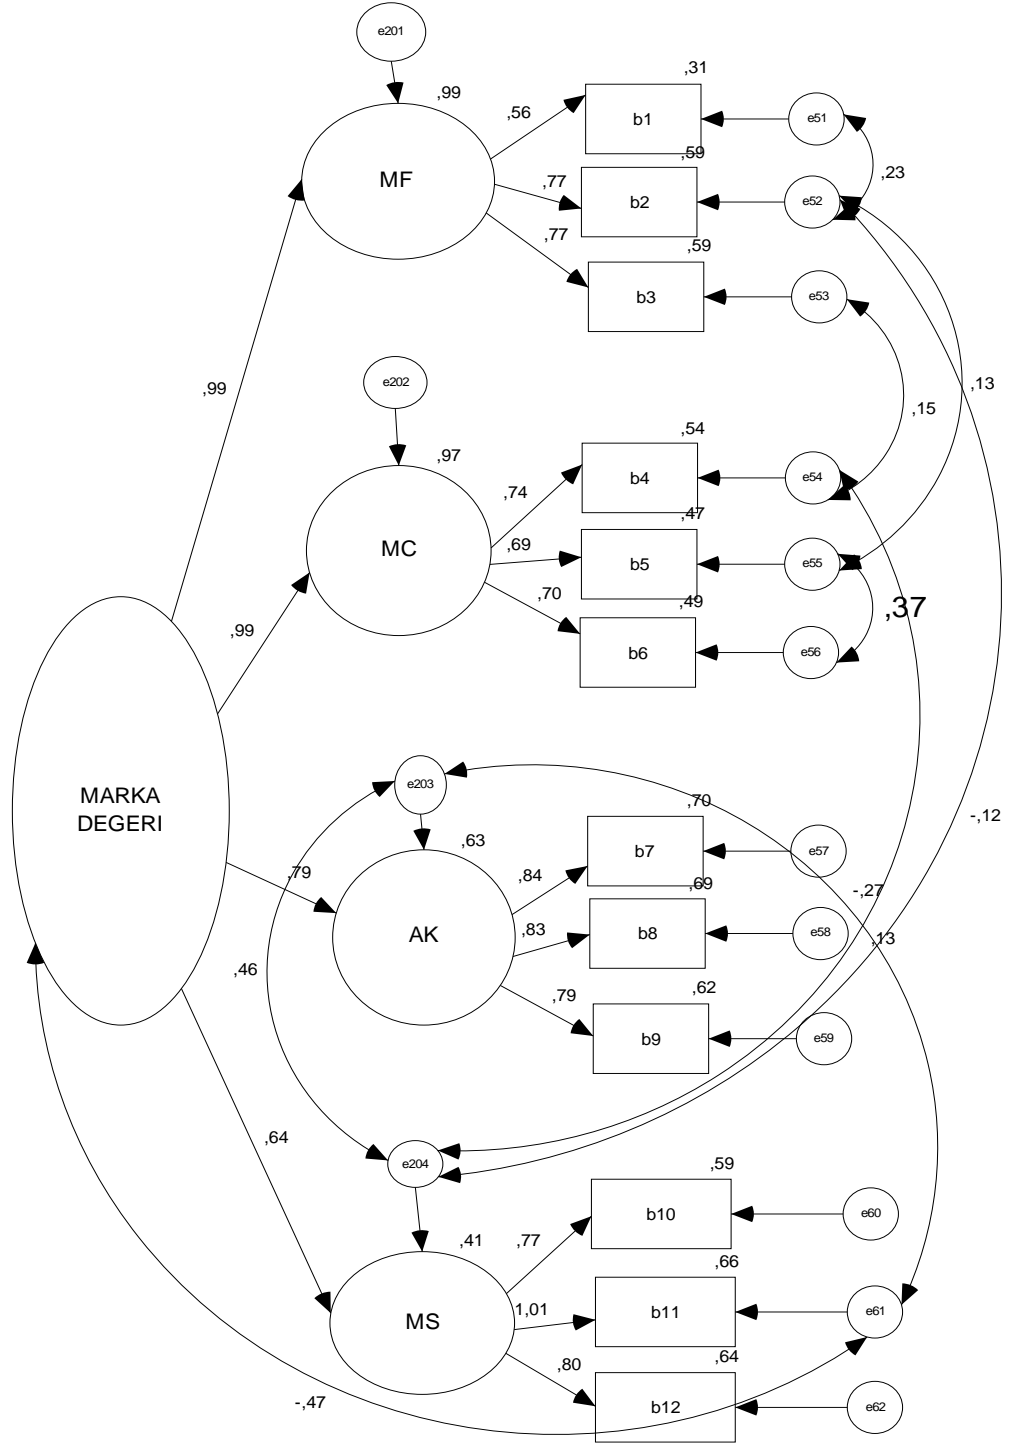 e201
,99
,31
,56
b1
e51
MF
,59
,23
,77
b2
e52
,77
,59
b3
e53
,99
e202
,13
,15
,97
,54
,74
b4
e54
MC
,47
,69
b5
e55
,70
,49
,37
,99
b6
e56
e203
MARKA
DEGERI
,70
-,12
,63
b7
e57
,79
,84
,69
-,27
AK
,83
b8
e58
,13
,46
,79
,62
b9
e59
,64
e204
,59
b10
e60
,41
,77
,66
MS
1,01
b11
e61
,80
,64
-,47
b12
e62